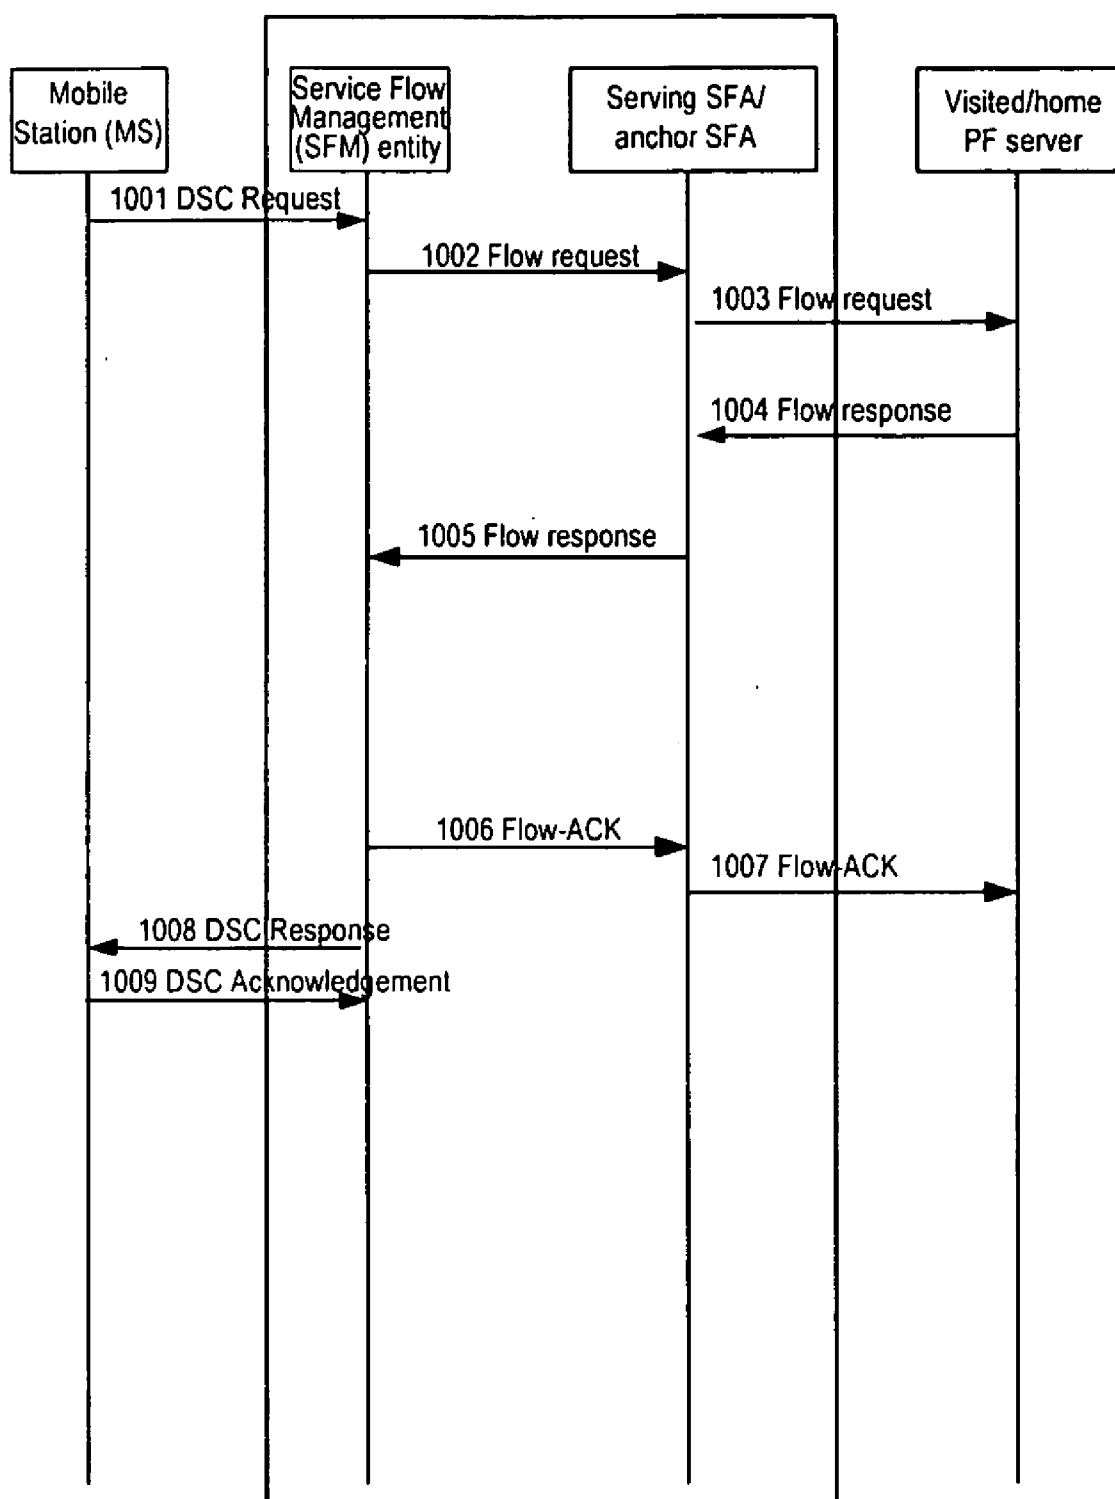 Mobile
Station (MS)
Service Flow
Management
(SFM) entity
Serving SFA/
anchor SFA
Visited/home
PF server
1001 DSC Request
1002 Flow request
1003 Flow request
1004 Flow response
1005 Flow response
1006 Flow-ACK
1007 Flow-ACK
1008 DSC Response
1009 DSC Acknowledgement